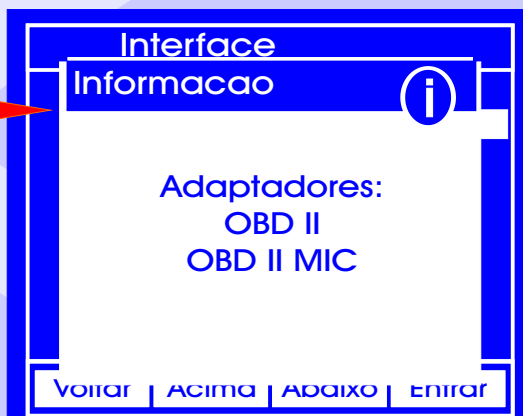 Interface
Informacao
i
Adaptadores:
OBD II
OBD II MIC
Voltar Acima Abaixo Entrar